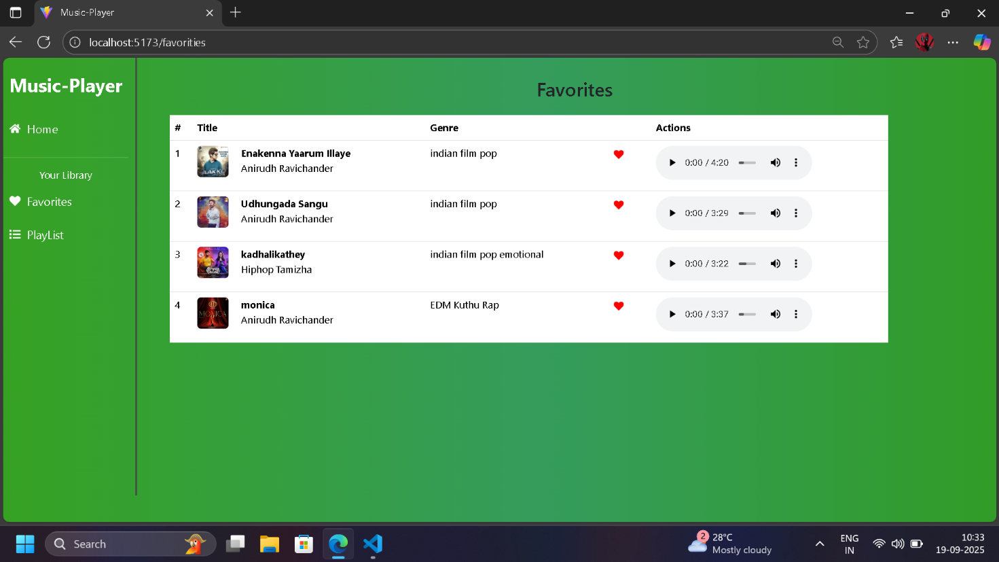 Music-Player
localhost:5173/favorities
Music-Player
Home
Your Library
Favorites
PlayList
Favorites
# Title Genre Actions
1 Enakenna Yaarum Illaye indian film pop 0:00 / 4:20
Anirudh Ravichander
2 Udhungada Sangu indian film pop 0:00 / 3:29
Anirudh Ravichander
3 kadhalikathey indian film pop emotional 0:00 / 3:22
Hiphop Tamizha
4 monica EDM Kuthu Rap 0:00 / 3:37
Anirudh Ravichander
MONICA
Search
2 28°C
Mostly cloudy
ENG
IN
10:33
19-09-2025